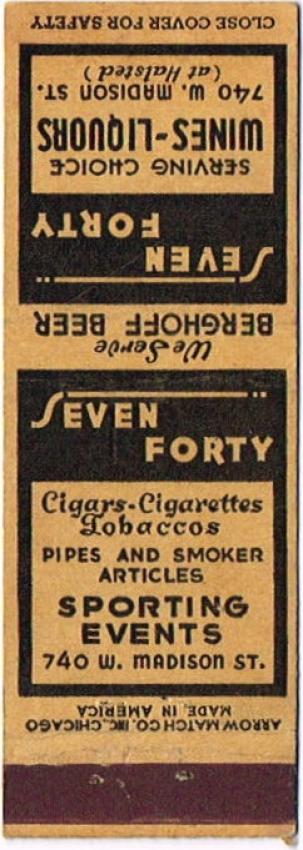 CLOSE COVER FOR SAFETY
SEVEN
FORTY
SERVING CHOICE
WINES-LIQUORS
740 W. MADISON ST.
(at Halsted)
We Serve
BERGHOFF BEER
SEVEN
FORTY
Cigars-Cigarettes
Tobaccos
PIPES AND SMOKER
ARTICLES
SPORTING
EVENTS
740 W. MADISON ST.
ARROW MATCH CO. INC., CHICAGO
MADE IN AMERICA